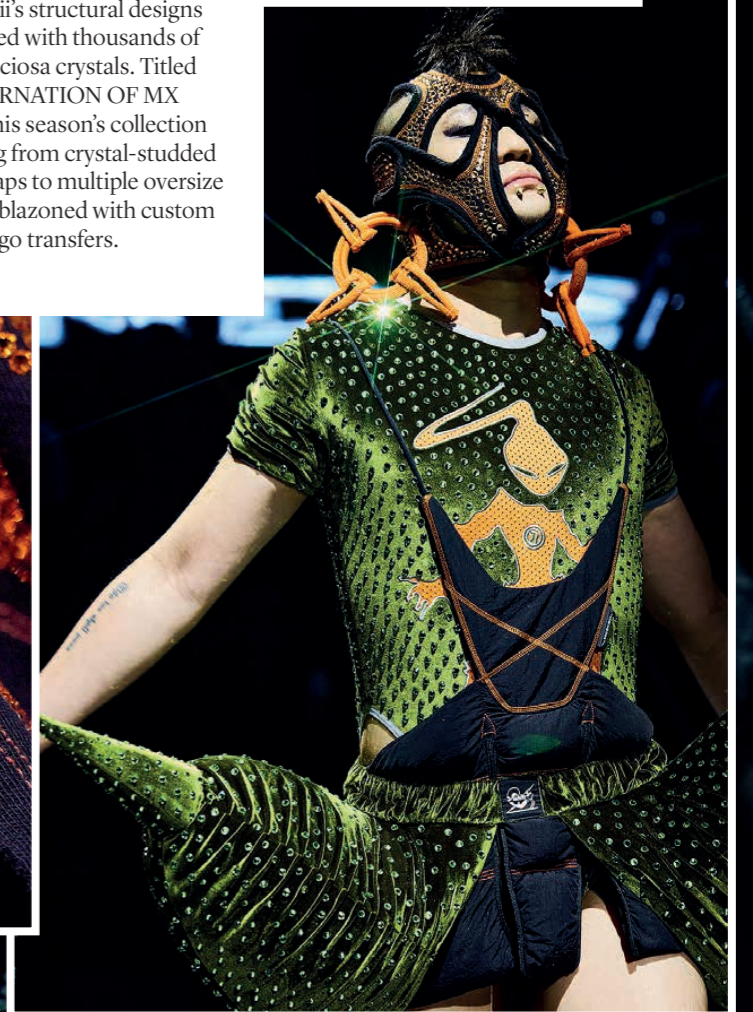 ii's structural designs
ed with thousands of
ciosa crystals. Titled
RNATION OF MX
his season's collection
g from crystal-studded
aps to multiple oversize
blazoned with custom
go transfers.